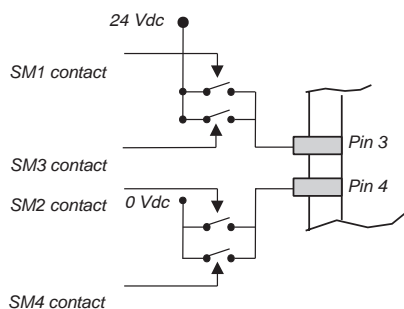 24 Vdc
SM1 contact
Pin 3
SM3 contact
Pin 4
SM2 contact
0 Vdc
SM4 contact